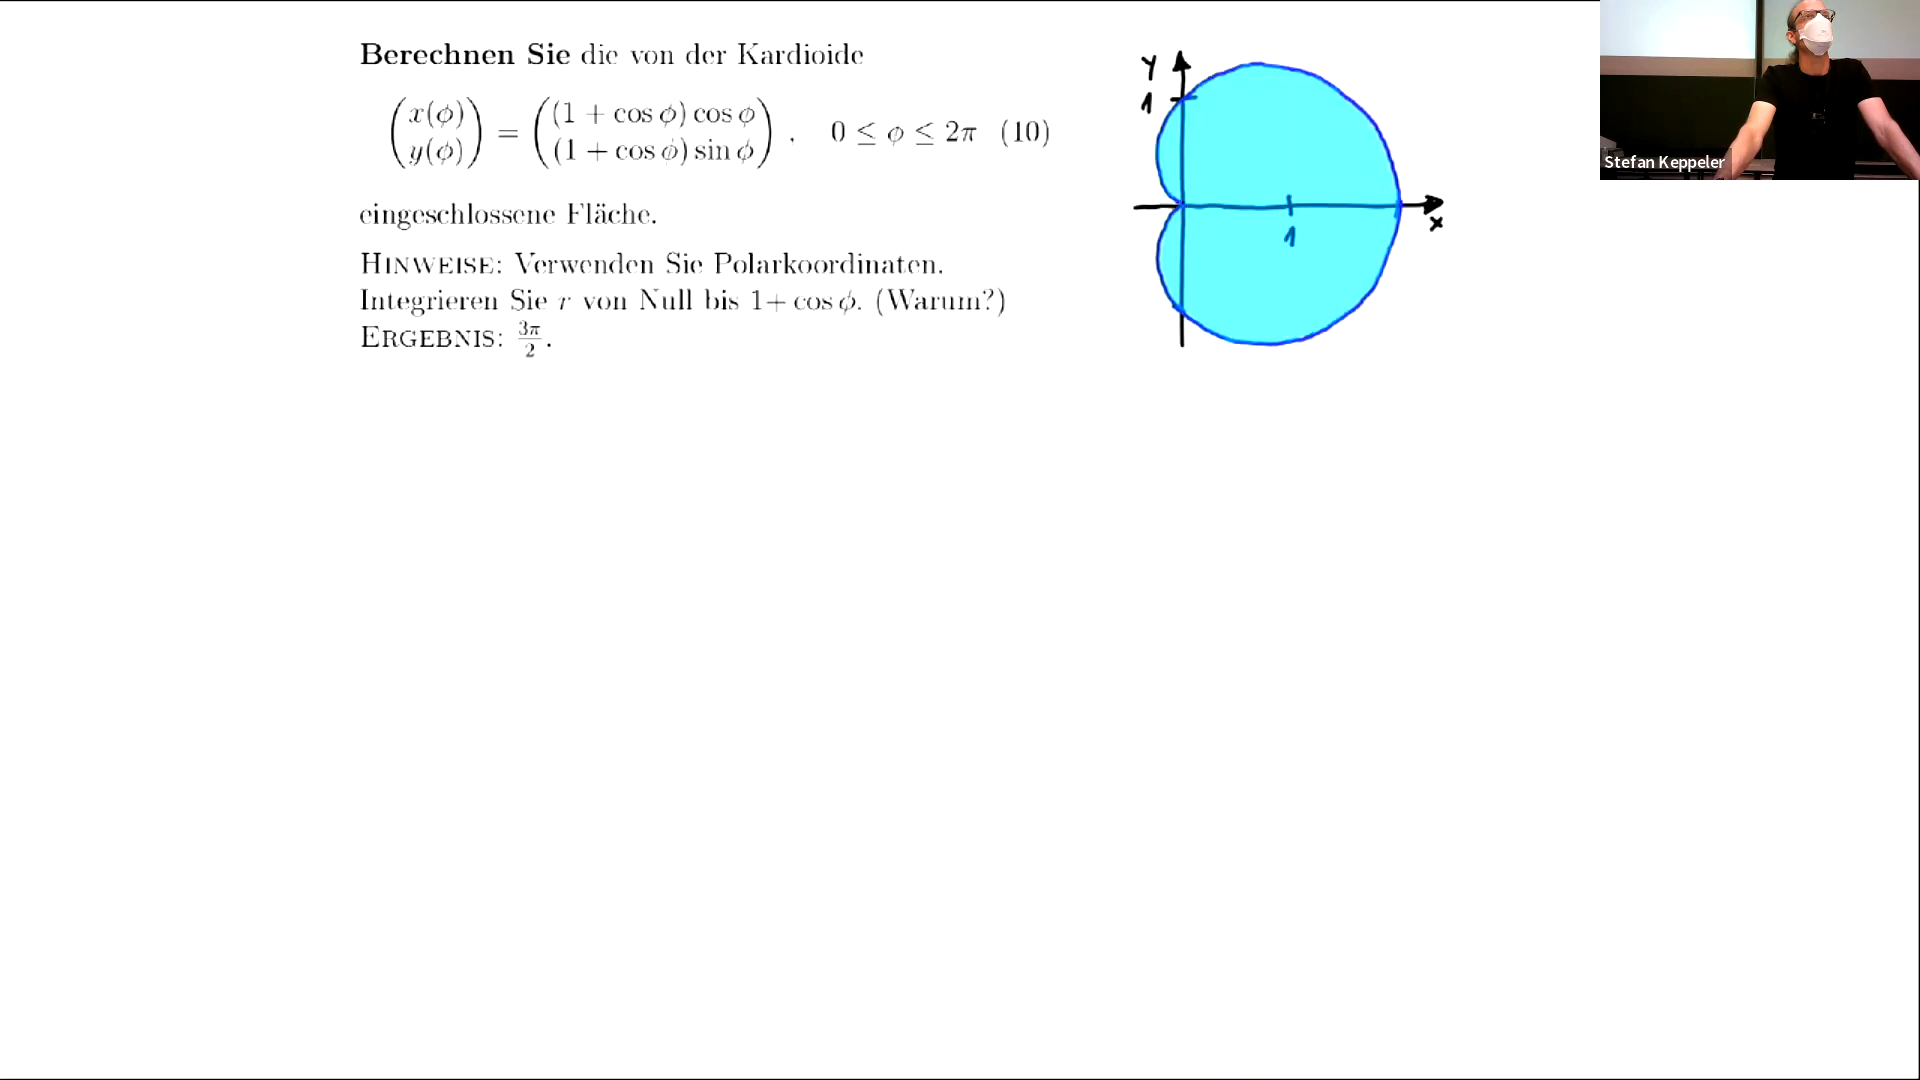 Berechnen Sie die von der Kardioide
(x(ϕ) y(ϕ)) = ((1 + cos ϕ) cos ϕ (1 + cos ϕ) sin ϕ) , 0 ≤ ϕ ≤ 2π (10)
eingeschlossene Fläche.
HINWEISE: Verwenden Sie Polarkoordinaten.
Integrieren Sie r von Null bis 1+ cos ϕ. (Warum?)
ERGEBNIS: 3π/2.
y
1
1
x
Stefan Keppeler